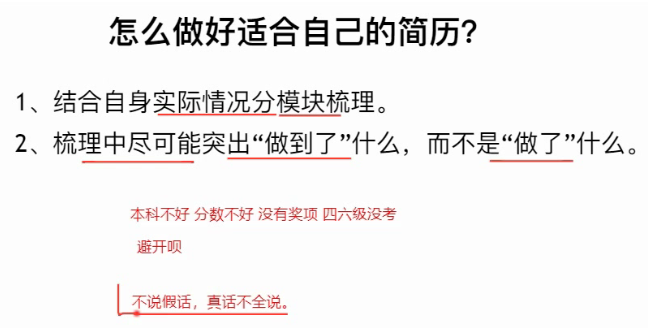 怎么做好适合自己的简历？
1、结合自身实际情况分模块梳理。
2、梳理中尽可能突出“做到了”什么，而不是“做了”什么。
本科不好 分数不好 没有奖项 四六级没考
避开呗
不说假话，真话不全说。